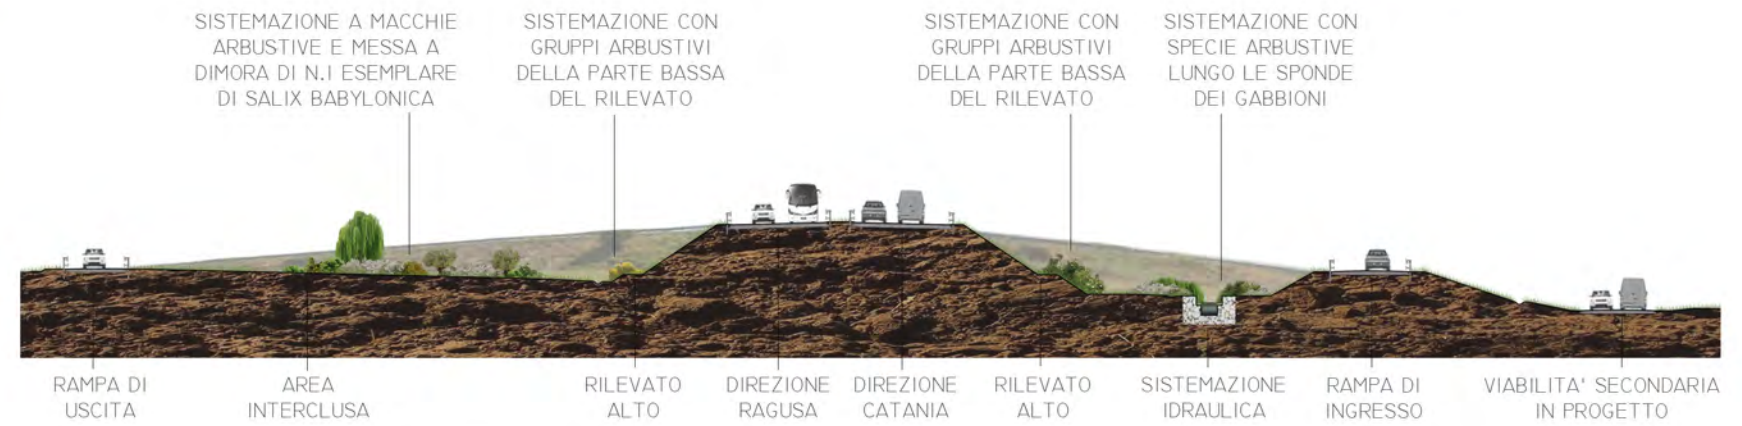 SISTEMAZIONE A MACCHIE
ARBUSTIVE E MESSA A
DIMORA DI N.1 ESEMPLARE
DI SALIX BABYLONICA
SISTEMAZIONE CON
GRUPPI ARBUSTIVI
DELLA PARTE BASSA
DEL RILEVATO
SISTEMAZIONE CON
GRUPPI ARBUSTIVI
DELLA PARTE BASSA
DEL RILEVATO
SISTEMAZIONE CON
SPECIE ARBUSTIVE
LUNGO LE SPONDE
DEI GABBIONI
RAMPA DI
USCITA
AREA
INTERCLUSA
RILEVATO
ALTO
DIREZIONE
RAGUSA
DIREZIONE
CATANIA
RILEVATO
ALTO
SISTEMAZIONE
IDRAULICA
RAMPA DI
INGRESSO
VIABILITA' SECONDARIA
IN PROGETTO